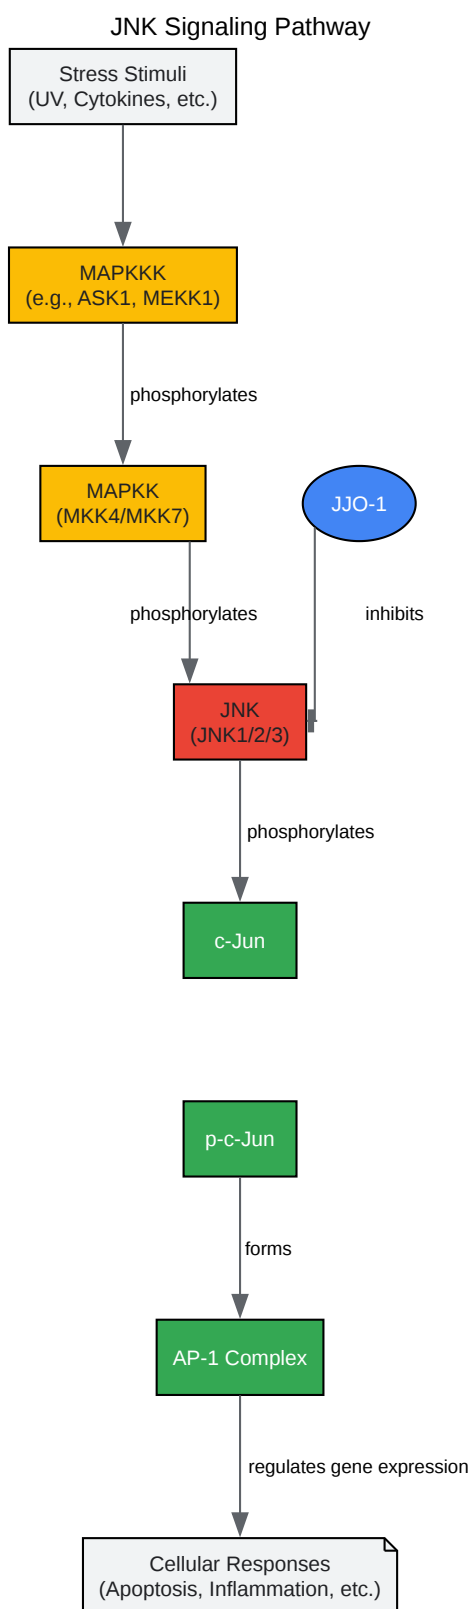 JNK Signaling Pathway
Stress Stimuli
(UV, Cytokines, etc.)
MAPKKK
(e.g., ASK1, MEKK1)
phosphorylates
MAPKK
(MKK4/MKK7)
JJO-1
phosphorylates
inhibits
JNK
(JNK1/2/3)
phosphorylates
c-Jun
p-c-Jun
forms
AP-1 Complex
regulates gene expression
Cellular Responses
(Apoptosis, Inflammation, etc.)